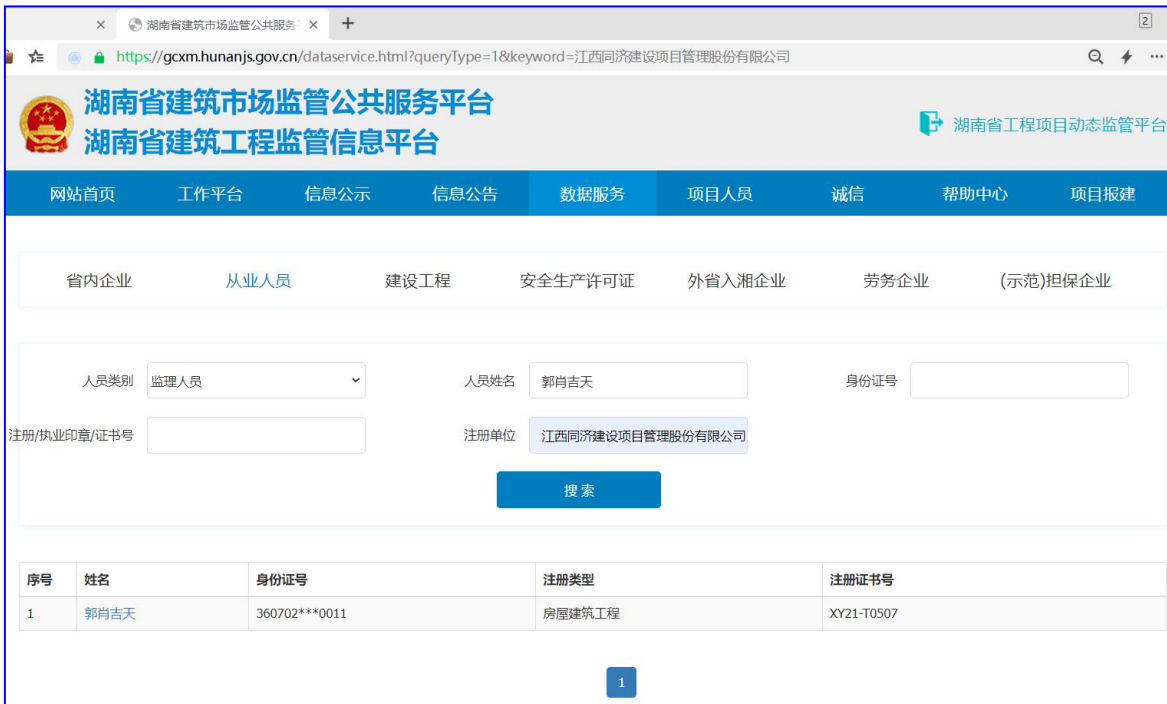 湖南省建筑市场监管公共服务
2
https://gcxm.hunanjs.gov.cn/dataservice.html?queryType=1&keyword=江西同济建设项目管理股份有限公司
湖南省建筑市场监管公共服务平台
湖南省建筑工程监管信息平台
湖南省工程项目动态监管平台
网站首页 工作平台 信息公示 信息公告 数据服务 项目人员 诚信 帮助中心 项目报建
省内企业 从业人员 建设工程 安全生产许可证 外省入湘企业 劳务企业 (示范)担保企业
人员类别 监理人员 人员姓名 郭肖吉天 身份证号
注册/执业印章/证书号 注册单位 江西同济建设项目管理股份有限公司
搜索
序号 姓名 身份证号 注册类型 注册证书号
1 郭肖吉天 360702***0011 房屋建筑工程 XY21-T0507
1